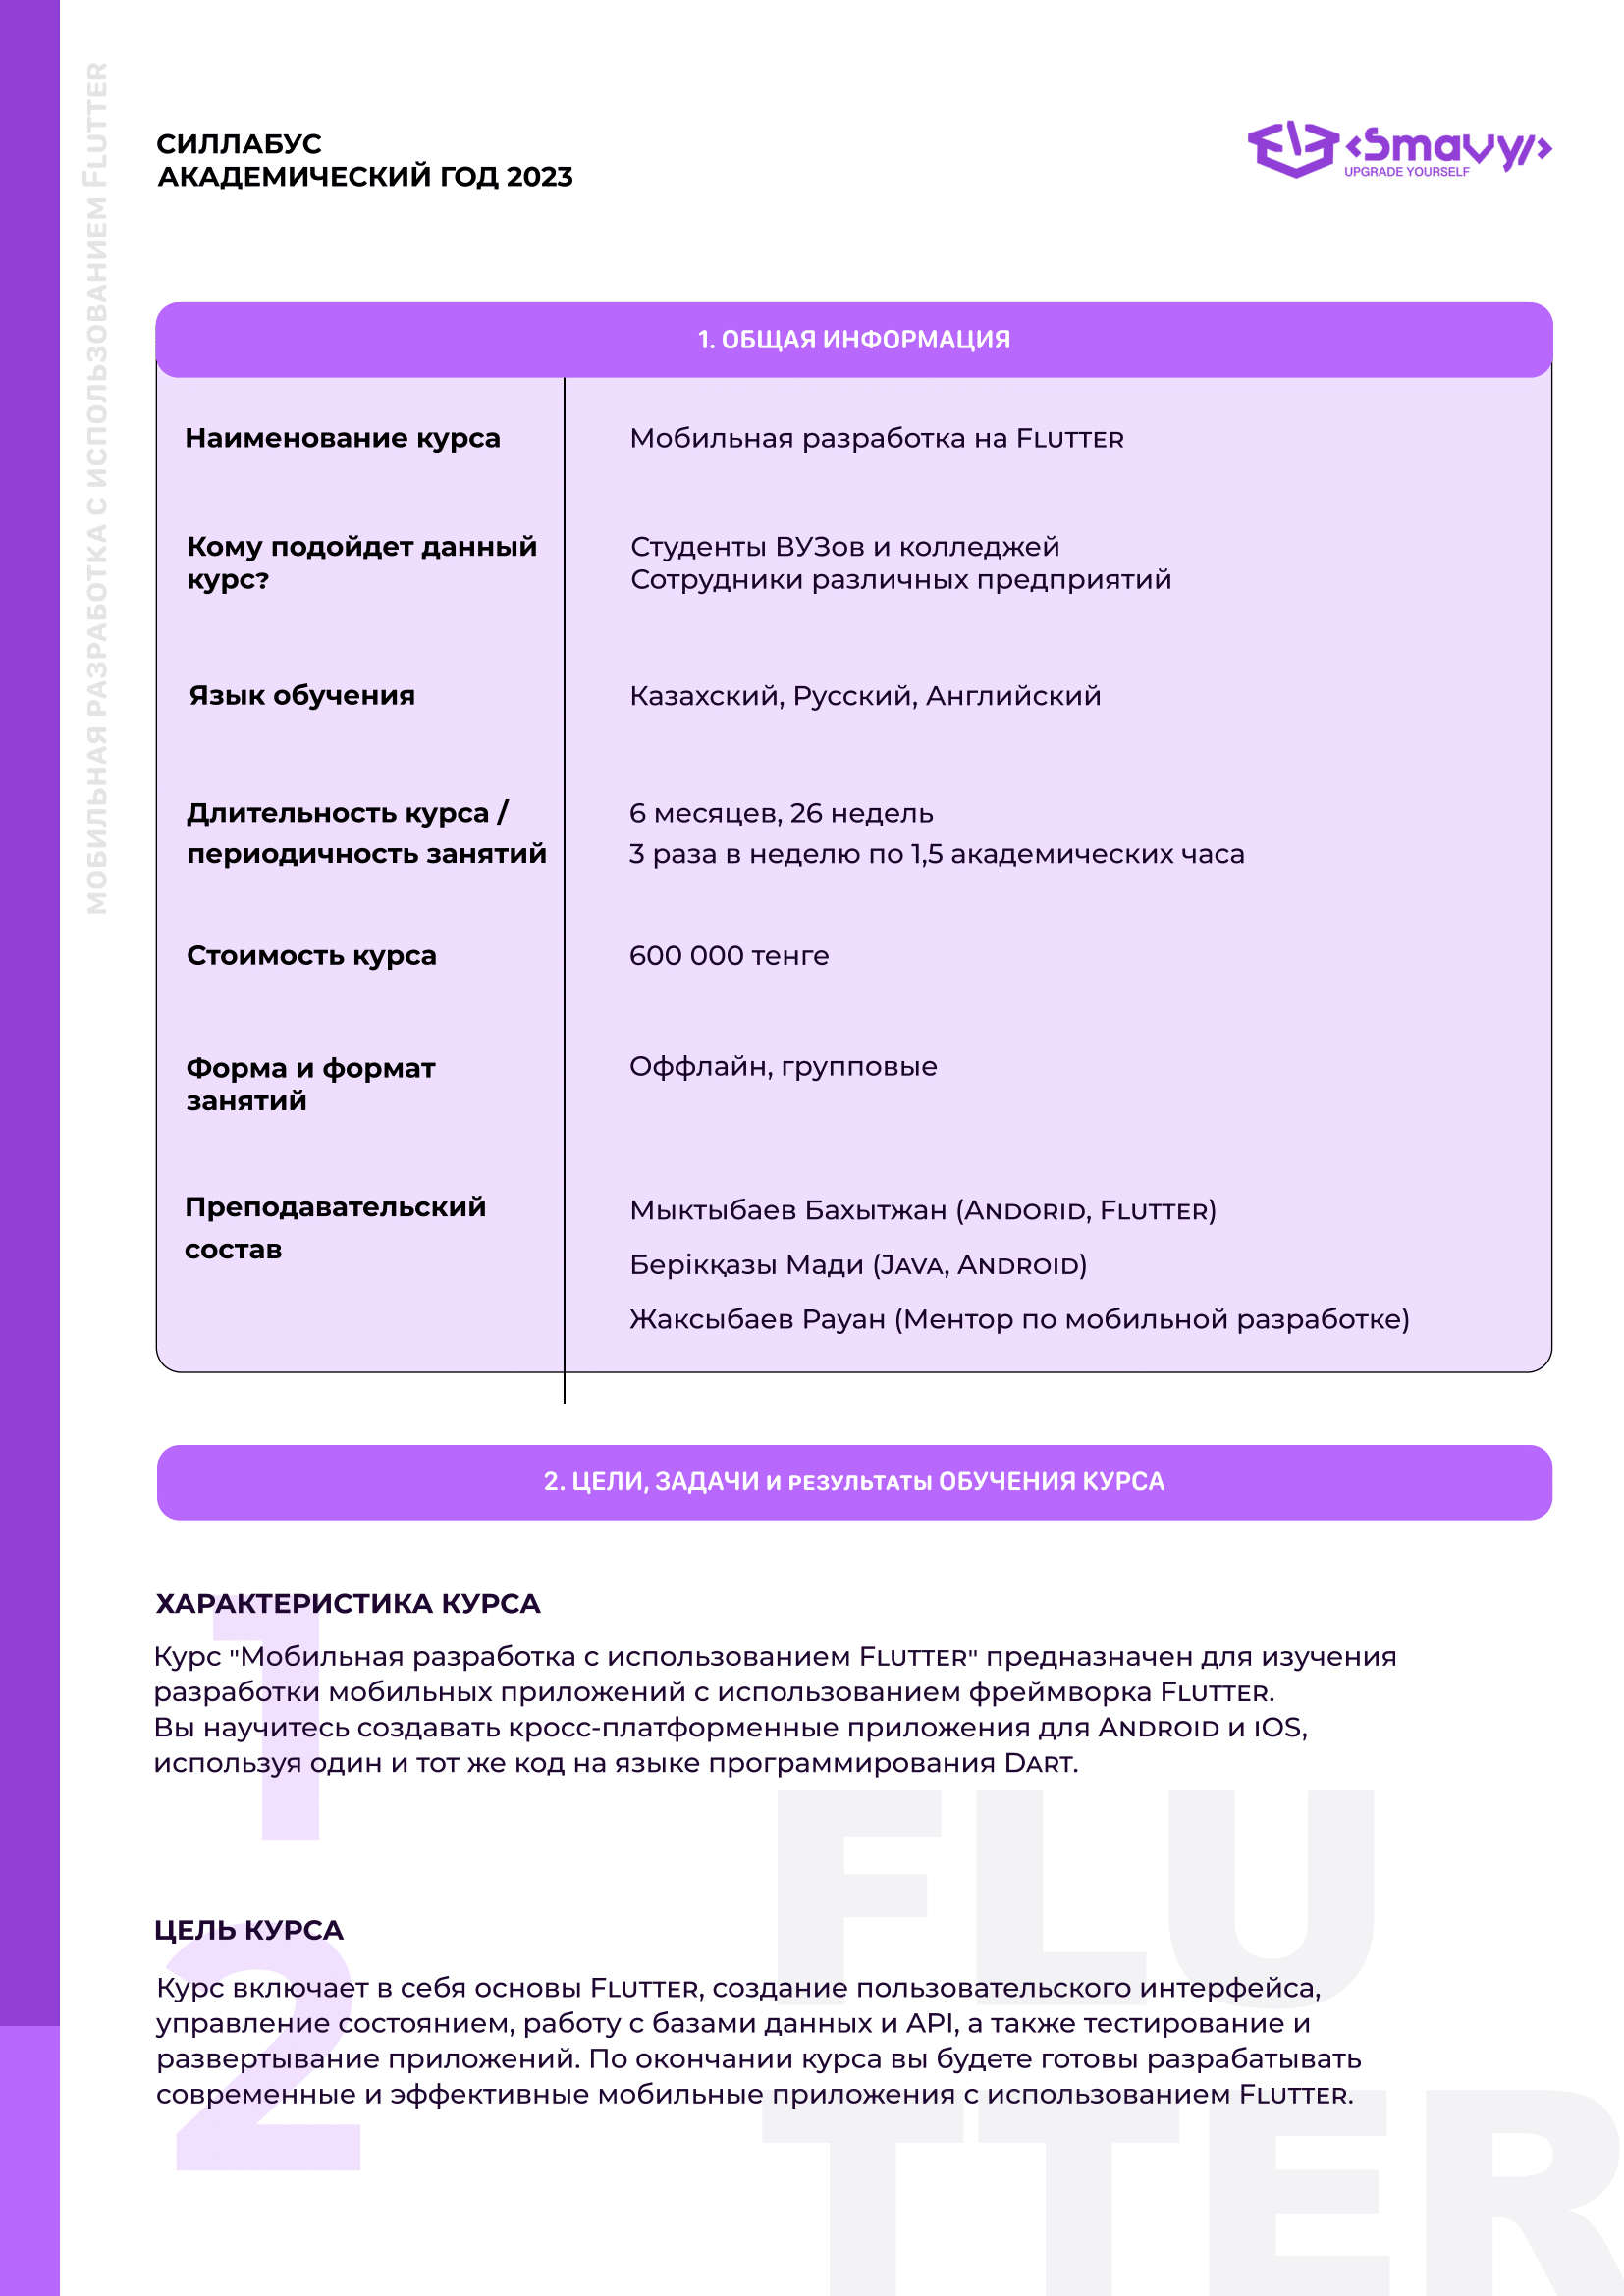 МОБИЛЬНАЯ РАЗРАБОТКА С ИСПОЛЬЗОВАНИЕМ FLUTTER
СИЛЛАБУС
АКАДЕМИЧЕСКИЙ ГОД 2023
<Smavy/>
UPGRADE YOURSELF
1. ОБЩАЯ ИНФОРМАЦИЯ
Наименование курса
Мобильная разработка на FLUTTER
Кому подойдет данный
курс?
Студенты ВУЗов и колледжей
Сотрудники различных предприятий
Язык обучения
Казахский, Русский, Английский
Длительность курса /
периодичность занятий
6 месяцев, 26 недель
3 раза в неделю по 1,5 академических часа
Стоимость курса
600 000 тенге
Форма и формат
занятий
Оффлайн, групповые
Преподавательский
состав
Мыктыбаев Бахытжан (ANDORID, FLUTTER)
Берікқазы Мади (JAVA, ANDROID)
Жаксыбаев Рауан (Ментор по мобильной разработке)
2. ЦЕЛИ, ЗАДАЧИ и результаты ОБУЧЕНИЯ КУРСА
1
ХАРАКТЕРИСТИКА КУРСА
Курс "Мобильная разработка с использованием FLUTTER" предназначен для изучения
разработки мобильных приложений с использованием фреймворка FLUTTER.
Вы научитесь создавать кросс-платформенные приложения для ANDROID и IOS,
используя один и тот же код на языке программирования DART.
2
ЦЕЛЬ КУРСА
Курс включает в себя основы FLUTTER, создание пользовательского интерфейса,
управление состоянием, работу с базами данных и API, а также тестирование и
развертывание приложений. По окончании курса вы будете готовы разрабатывать
современные и эффективные мобильные приложения с использованием FLUTTER.
FLU
TTER